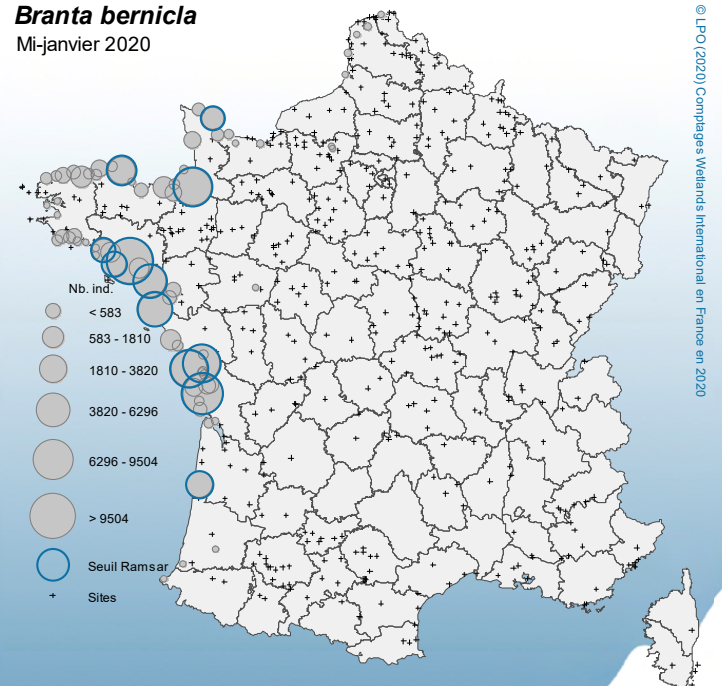 Branta bernicla
Mi-janvier 2020
© LPO (2020) Comptages Wetlands International en France en 2020
Nb. ind.
< 583
583 - 1810
1810 - 3820
3820 - 6296
6296 - 9504
> 9504
Seuil Ramsar
Sites